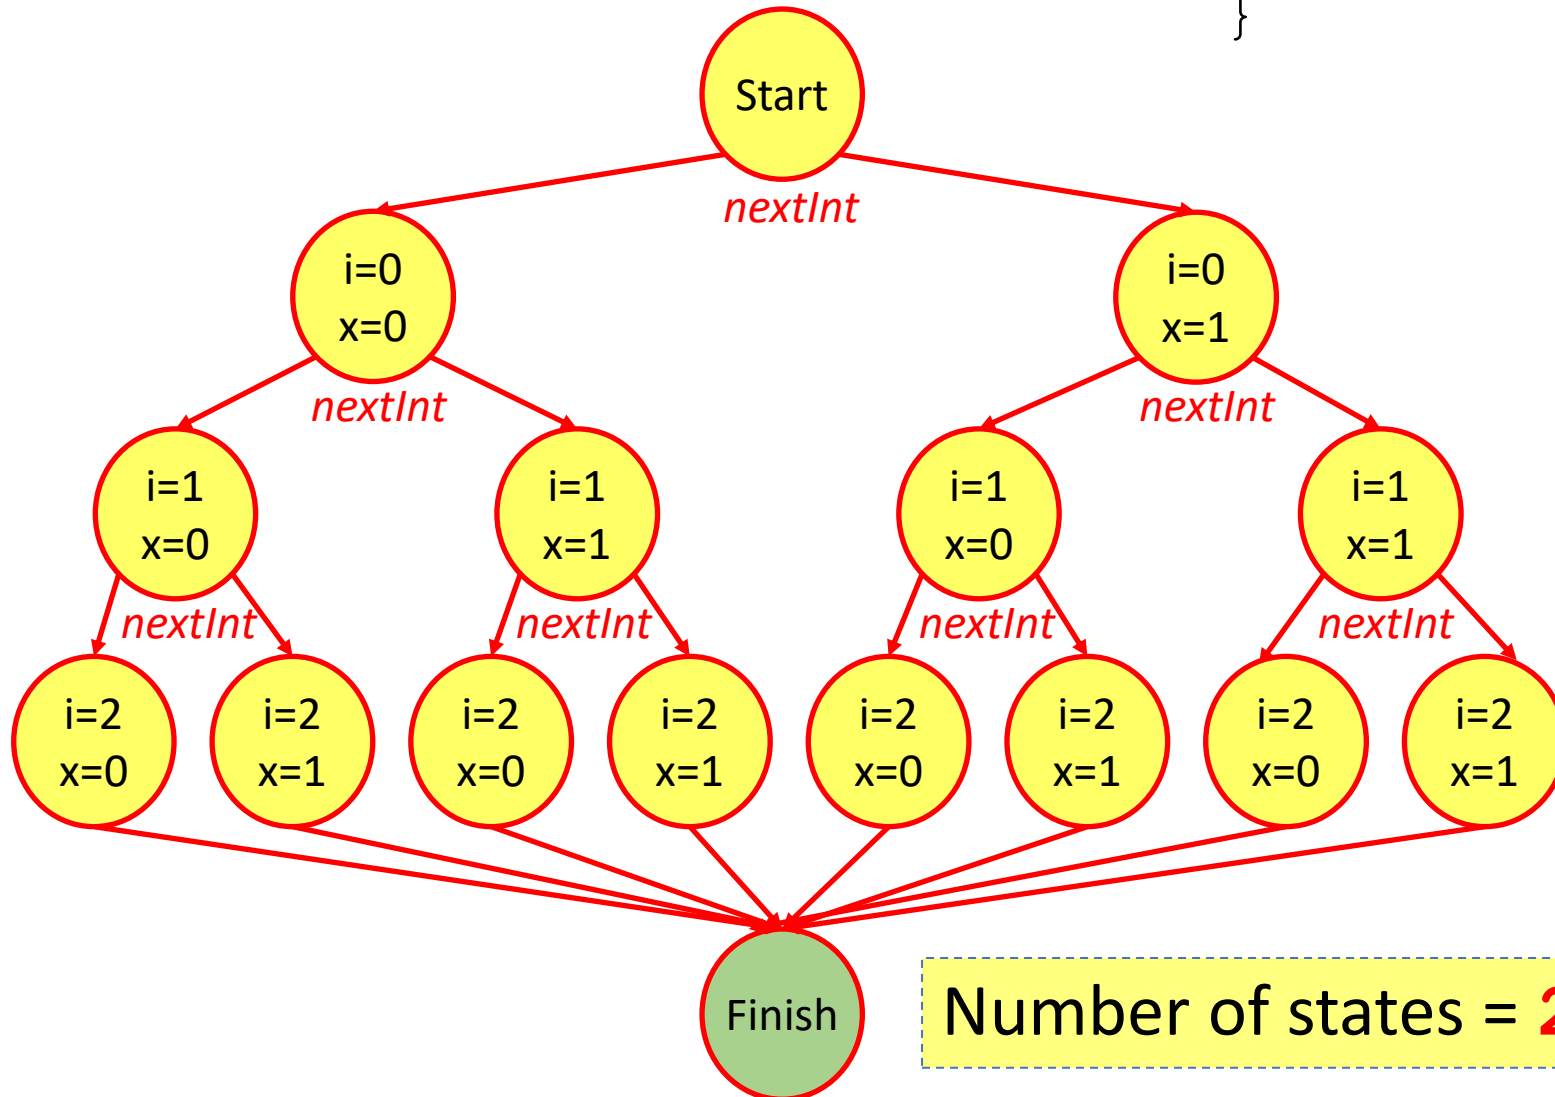 }
Start
nextInt
i=0
x=0
i=0
x=1
nextInt
nextInt
i=1
x=0
i=1
x=1
i=1
x=0
i=1
x=1
nextInt
nextInt
nextInt
nextInt
i=2
x=0
i=2
x=1
i=2
x=0
i=2
x=1
i=2
x=0
i=2
x=1
i=2
x=0
i=2
x=1
Finish
Number of states = 2